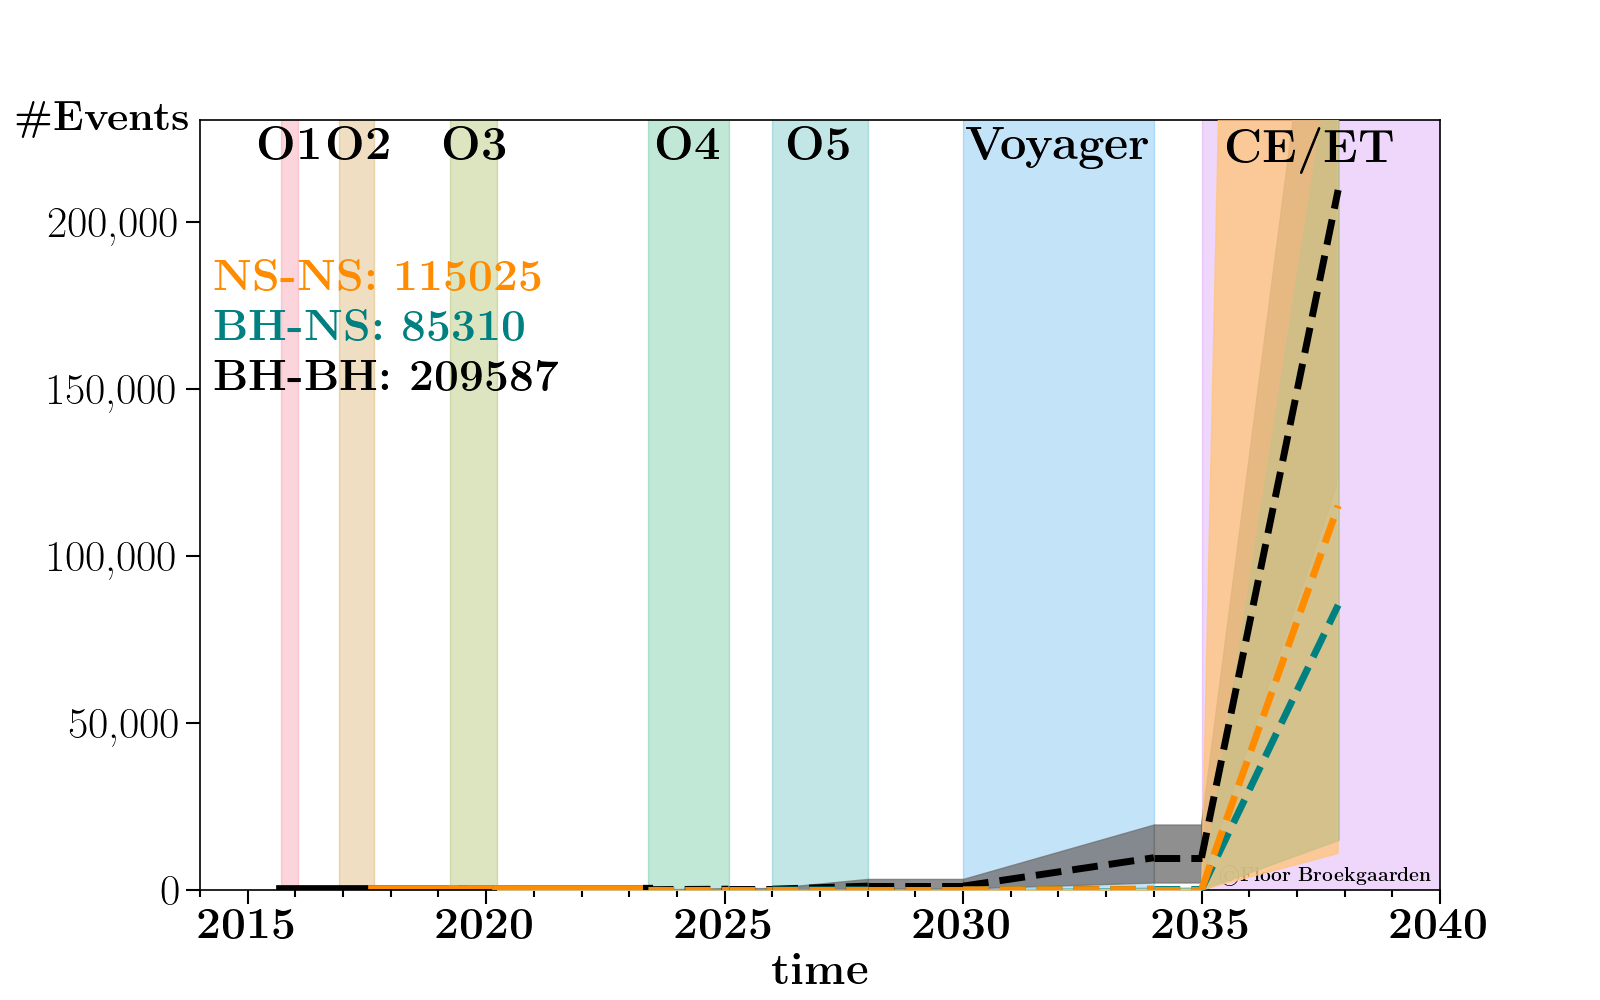 #Events
O1 O2 O3 O4 O5 Voyager CE/ET
200,000
NS-NS: 115025
BH-NS: 85310
BH-BH: 209587
150,000
100,000
50,000
©Floor Broekgaarden
0
2015 2020 2025 2030 2035 2040
time